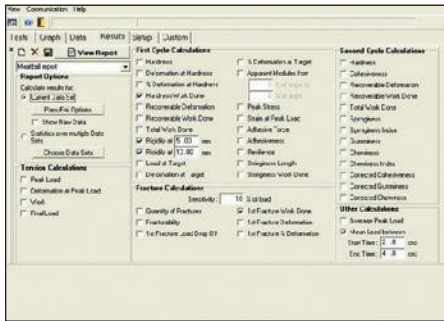 View Communication Help
Tests Graph Data Results Setup Custom
View Report
Meatball report
Report Options
Calculate results for:
Current Data Set
Pass/Fail Options
Show Raw Data
Statistics over multiple Data Sets
Choose Data Sets
Tension Calculations
Peak Load
Deformation at Peak Load
Work
Final Load
First Cycle Calculations
Hardness
Deformation at Hardness
% Deformation at Hardness
Hardness Work Done
Recoverable Deformation
Recoverable Work Done
Total Work Done
Rigidity at 5.00 mm
Rigidity at mm
Load at Target
Deformation at Target
% Deformation at Target
Apparent Modulus from
Peak Stress
Strain at Peak Load
Adhesive Force
Adhesiveness
Resilience
Stringiness Length
Stringiness Work Done
Fracture Calculations
Sensitivity: 10 % of load
Quantity of Fractures
Fracturability
1st Fracture Load Drop Off
1st Fracture Work Done
1st Fracture Deformation
1st Fracture % Deformation
Second Cycle Calculations
Hardness
Cohesiveness
Recoverable Deformation
Recoverable Work Done
Total Work Done
Springiness
Springiness Index
Gumminess
Chewiness
Chewiness Index
Corrected Cohesiveness
Corrected Gumminess
Corrected Chewiness
Other Calculations
Average Peak Load
Mean Load between
Start Time: 2.0 sec
End Time: 4.0 sec